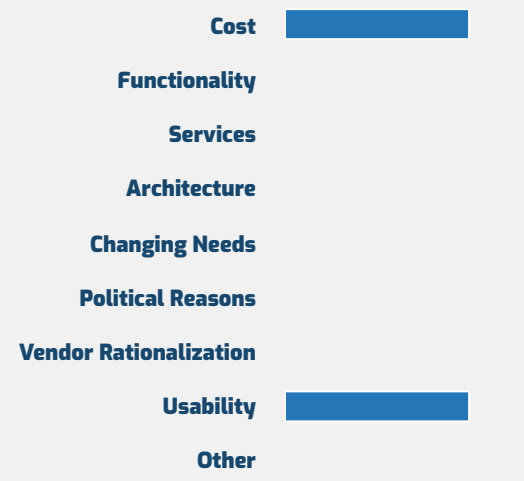 Cost
Functionality
Services
Architecture
Changing Needs
Political Reasons
Vendor Rationalization
Usability
Other